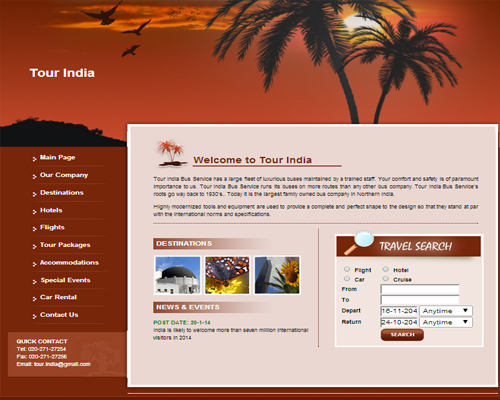 Tour India
Main Page
Our Company
Destinations
Hotels
Flights
Tour Packages
Accommodations
Special Events
Car Rental
Contact Us
QUICK CONTACT
Tel: 020-271-27254
Fax: 020-271-27256
Email: tour.india@gmail.com
Welcome to Tour India
Tour India Bus Service has a large fleet of luxurious buses maintained by a trained staff. Your comfort and safety is of paramount
importance to us. Tour India Bus Service runs its buses on more routes than any other bus company. Tour India Bus Service's
roots go way back to 1930's.. Today it is the largest family owned bus company in Northern India.
Highly modernized tools and equipment are used to provide a complete and perfect shape to the design so that they stand at par
with the international norms and specifications.
DESTINATIONS
NEWS & EVENTS
POST DATE: 20-1-14
India is likely to welcome more than seven million international
visitors in 2014
TRAVEL SEARCH
Flight Hotel
Car Cruise
From
To
Depart 16-11-204 Anytime
Return 24-10-204 Anytime
SEARCH